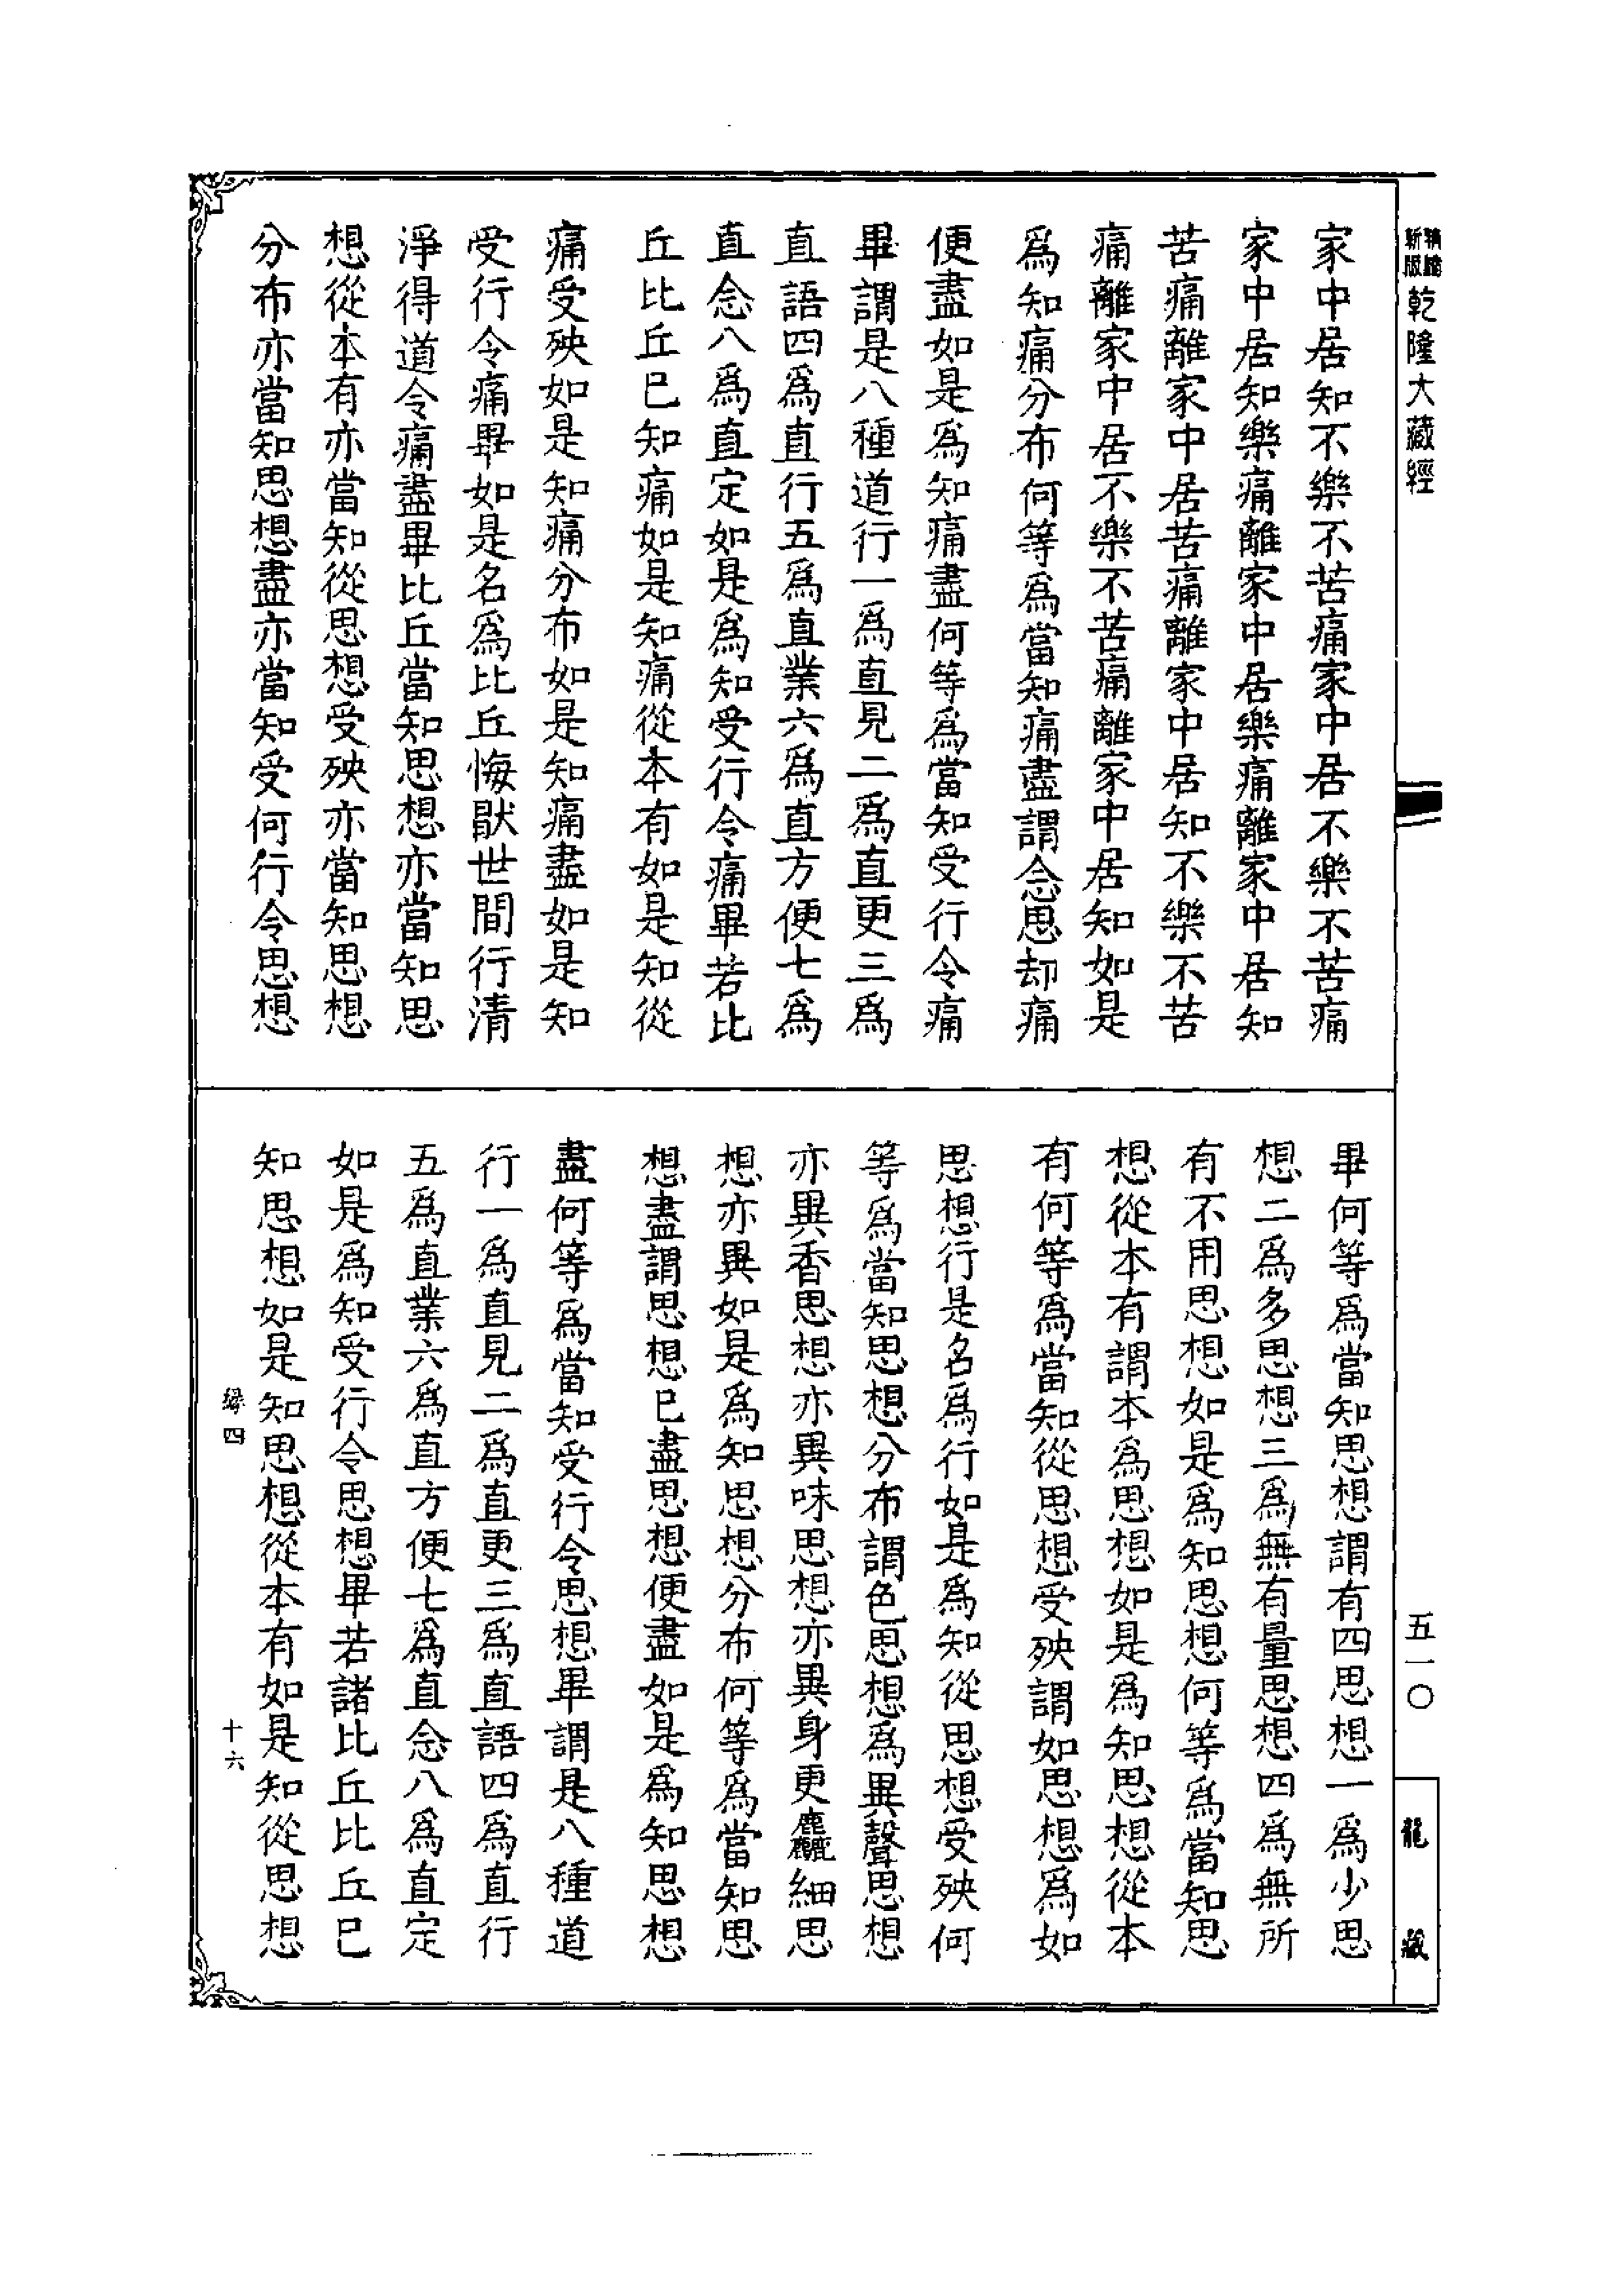 新版
乾隆大藏經
家中居知不樂不苦痛家中居不樂不苦痛
家中居知樂痛離家中居樂痛離家中居知
苦痛離家中居苦痛離家中居知不樂不苦
痛離家中居不樂不苦痛離家中居知如是
爲知痛分布何等爲當知痛盡謂念思却痛
便盡如是爲知痛盡何等爲當知受行令痛
畢謂是八種道行一爲直見二爲直更三爲
直語四爲直行五爲直業六爲直方便七爲
直念八爲直定如是爲知受行令痛畢若比
丘比丘已知痛如是知痛從本有如是知從
痛受殃如是知痛分布如是知痛盡如是知
受行令痛畢如是名爲比丘悔猒世間行清
淨得道令痛盡畢比丘當知思想亦當知思
想從本有亦當知從思想受殃亦當知思想
分布亦當知思想盡亦當知受何行令思想
畢何等爲當知思想謂有四思想一爲少思
想二爲多思想三爲無有量思想四爲無所
有不用思想如是爲知思想何等爲當知思
想從本有謂本爲思想如是爲知思想從本
有何等爲當知從思想受殃謂如思想爲如
思想行是名爲行如是爲知從思想受殃何
等爲當知思想分布謂色思想爲異聲思想
亦異香思想亦異味思想亦異身更麤細思
想亦異如是爲知思想分布何等爲當知思
想盡謂思想已盡思想便盡如是爲知思想
盡何等爲當知受行令思想畢謂是八種道
行一爲直見二爲直更三爲直語四爲直行
五爲直業六爲直方便七爲直念八爲直定
如是爲知受行令思想畢若諸比丘比丘已
知思想如是知思想從本有如是知從思想
四
十六
五一〇
龍藏